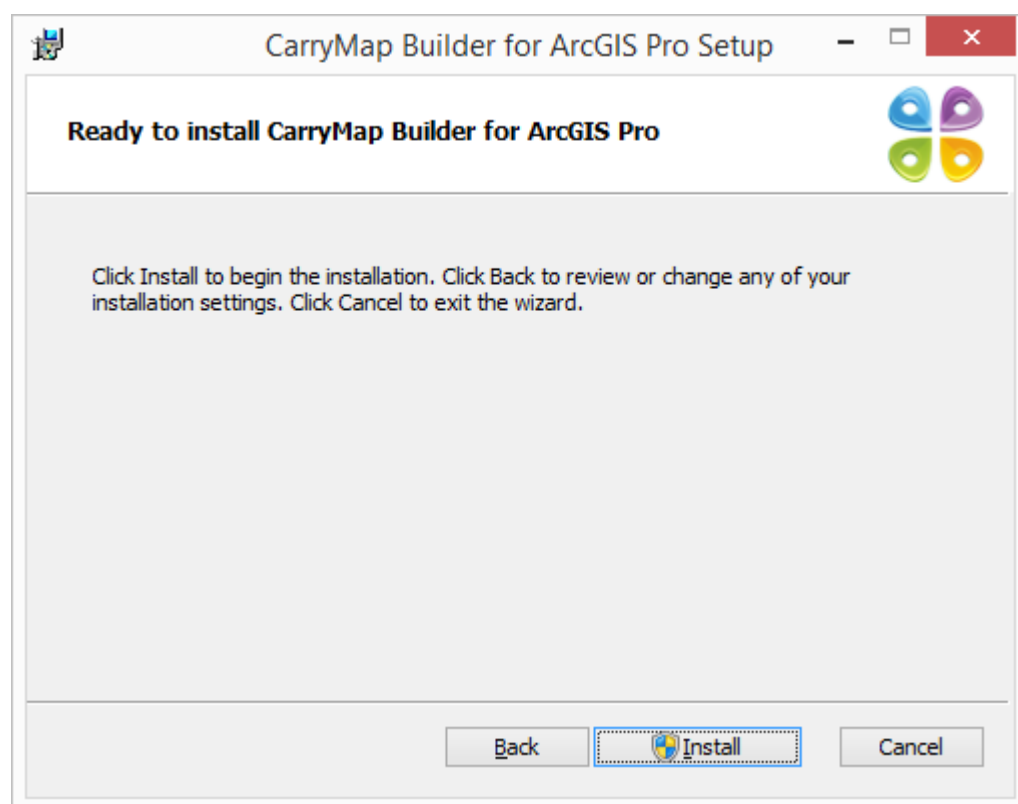 CarryMap Builder for ArcGIS Pro Setup
Ready to install CarryMap Builder for ArcGIS Pro
Click Install to begin the installation. Click Back to review or change any of your
installation settings. Click Cancel to exit the wizard.
Back Install Cancel